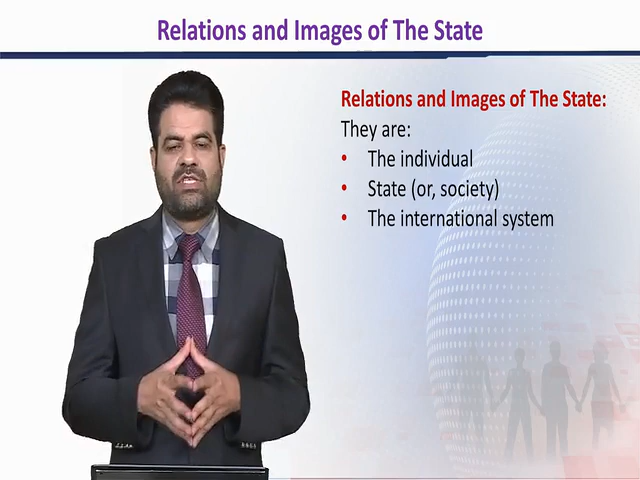 Relations and Images of The State
Relations and Images of The State:
They are:
• The individual
• State (or, society)
• The international system